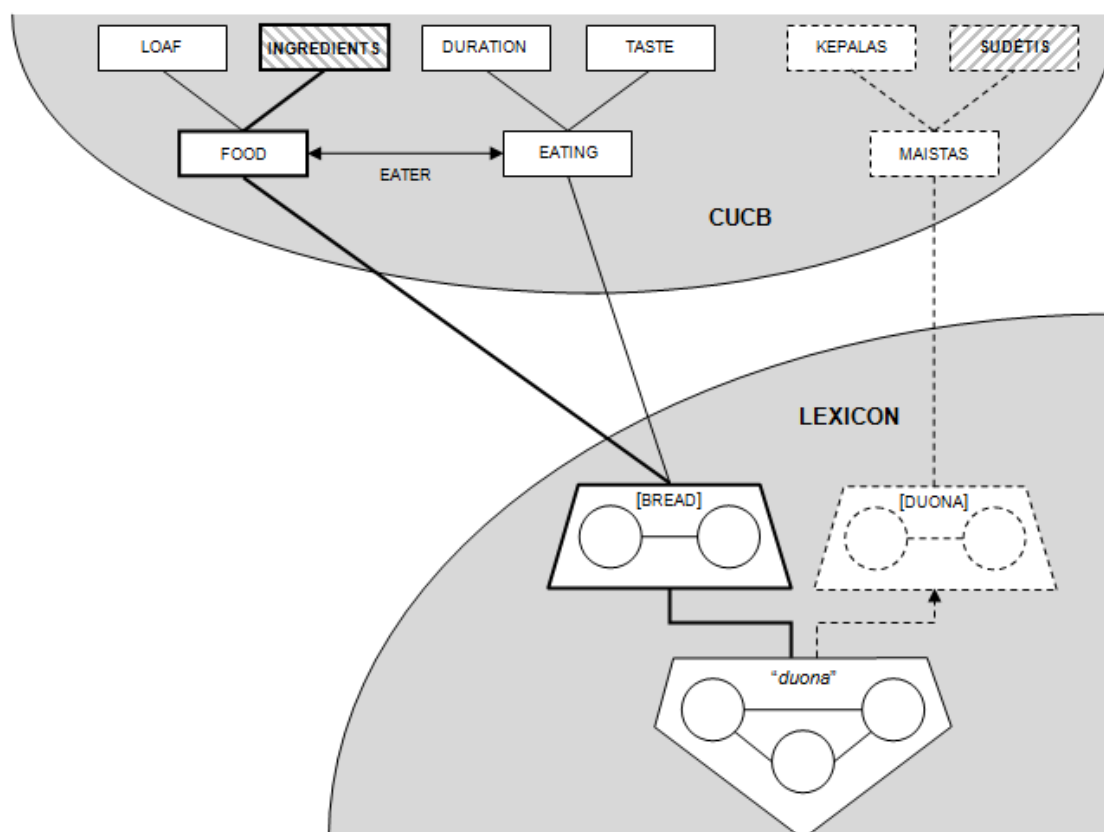 LOAF
INGREDIENTS
DURATION
TASTE
KEPALAS
SUDĖTIS
FOOD
EATER
EATING
MAISTAS
CUCB
LEXICON
[BREAD]
[DUONA]
“duona”